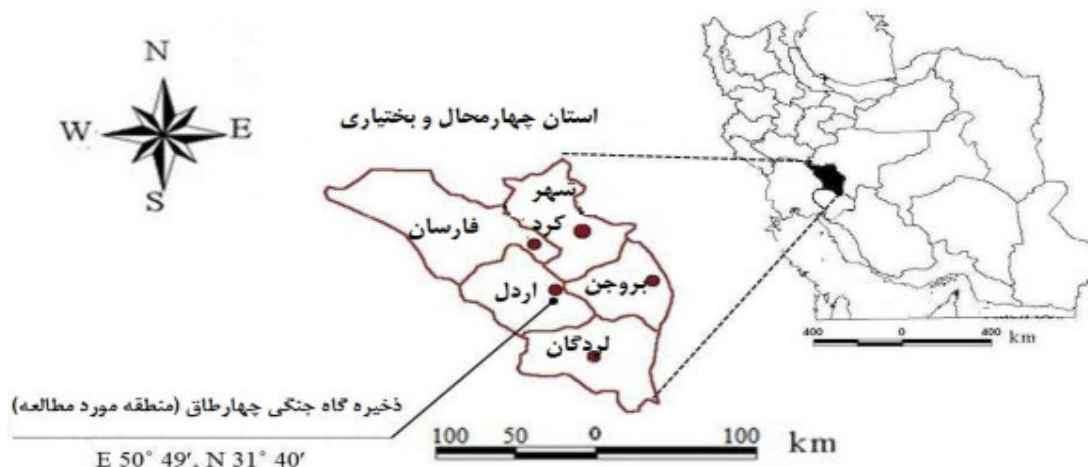 N
W E
S
استان چهارمحال و بختیاری
شهر
کرد
فارسان
بروجن
اردل
لردگان
ذخیره گاه جنگی چهارطاق (منطقه مورد مطالعه)
E 50° 49′, N 31° 40′
100 50 0 100 km
400 0 400 km